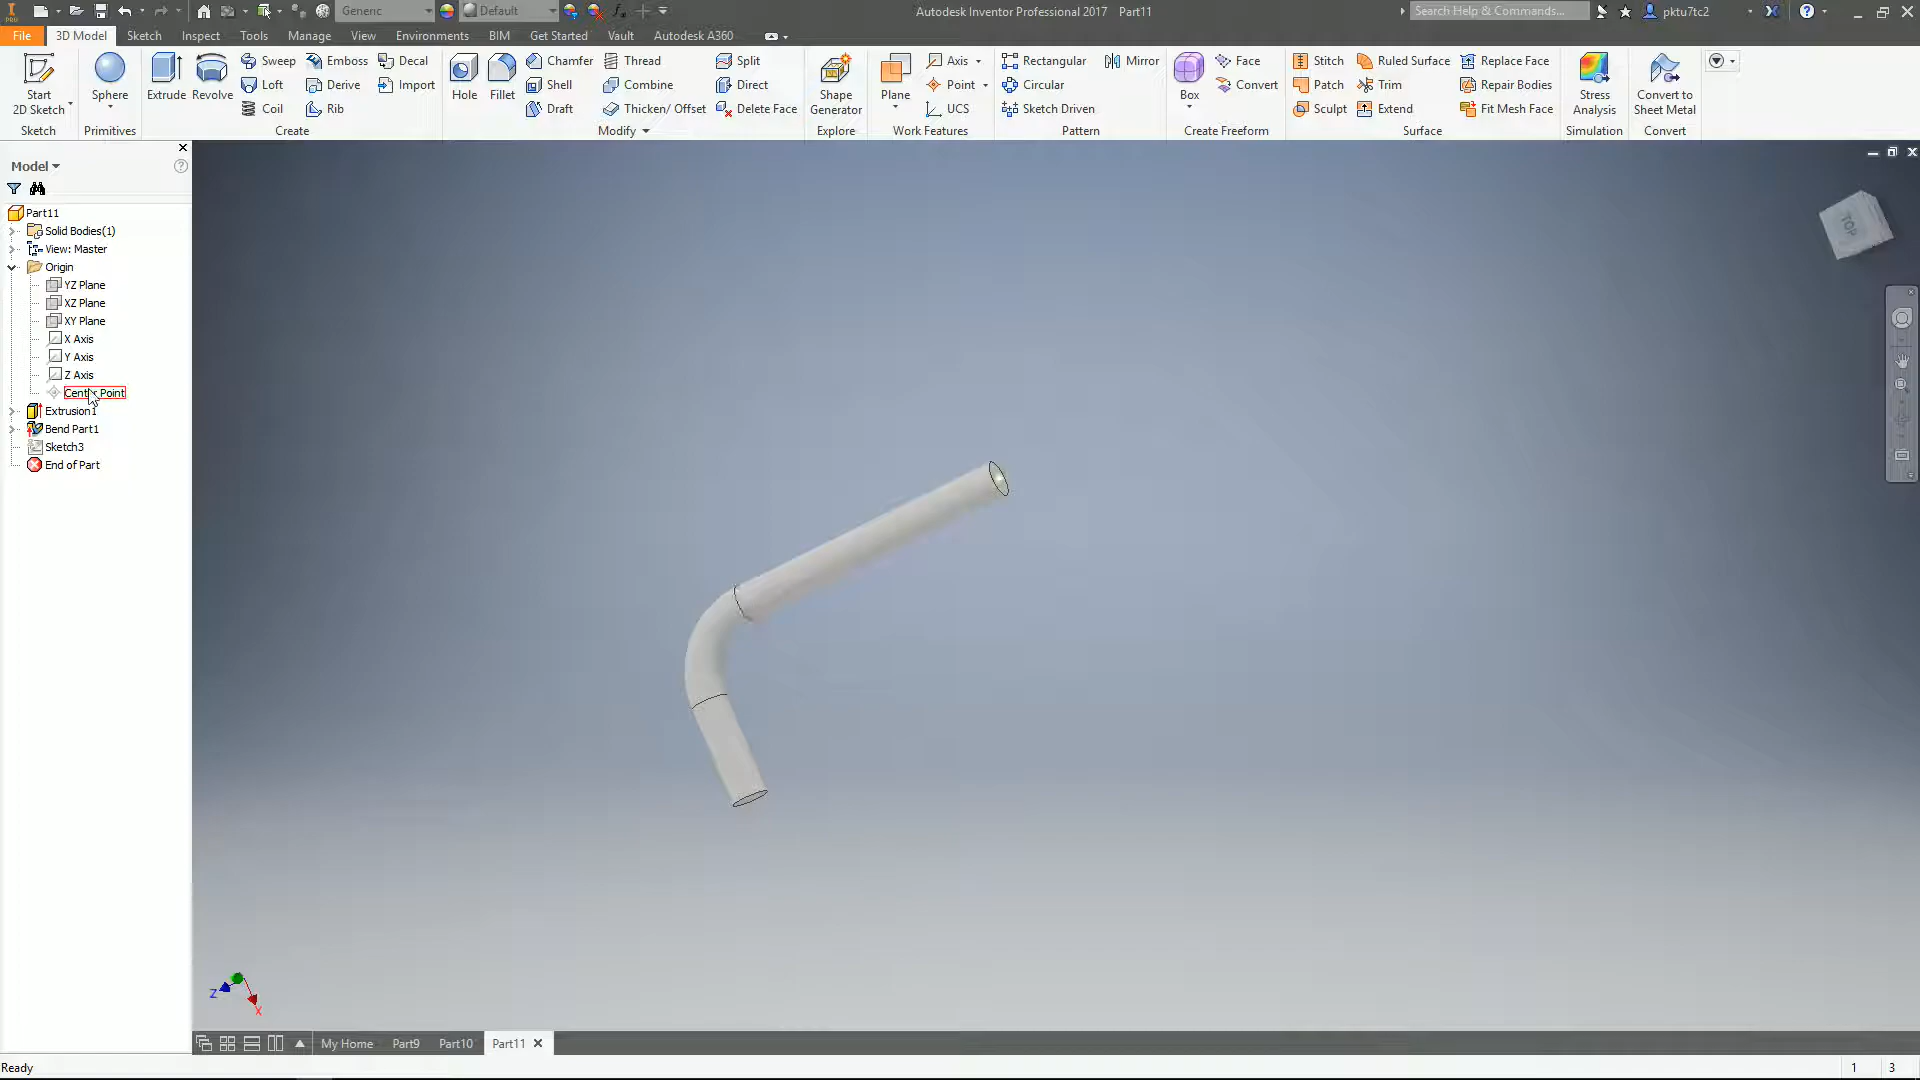 PRO
Generic
Default
Autodesk Inventor Professional 2017 Part11
Search Help & Commands...
pktu7tc2
File 3D Model Sketch Inspect Tools Manage View Environments BIM Get Started Vault Autodesk A360
Start
2D Sketch
Sketch
Sphere
Primitives
Extrude
Revolve
Sweep
Loft
Coil
Emboss
Derive
Rib
Decal
Import
Create
Hole
Fillet
Chamfer
Shell
Draft
Thread
Combine
Thicken/ Offset
Split
Direct
Delete Face
Modify
Shape
Generator
Explore
Plane
Axis
Point
UCS
Work Features
Rectangular
Circular
Sketch Driven
Mirror
Pattern
Box
Face
Convert
Create Freeform
Stitch
Patch
Sculpt
Ruled Surface
Trim
Extend
Replace Face
Repair Bodies
Fit Mesh Face
Surface
Stress
Analysis
Simulation
Convert to
Sheet Metal
Convert
Model
Part11
Solid Bodies(1)
View: Master
Origin
YZ Plane
XZ Plane
XY Plane
X Axis
Y Axis
Z Axis
Center Point
Extrusion1
Bend Part1
Sketch3
End of Part
TOP
Z
X
My Home Part9 Part10 Part11
Ready
1 3